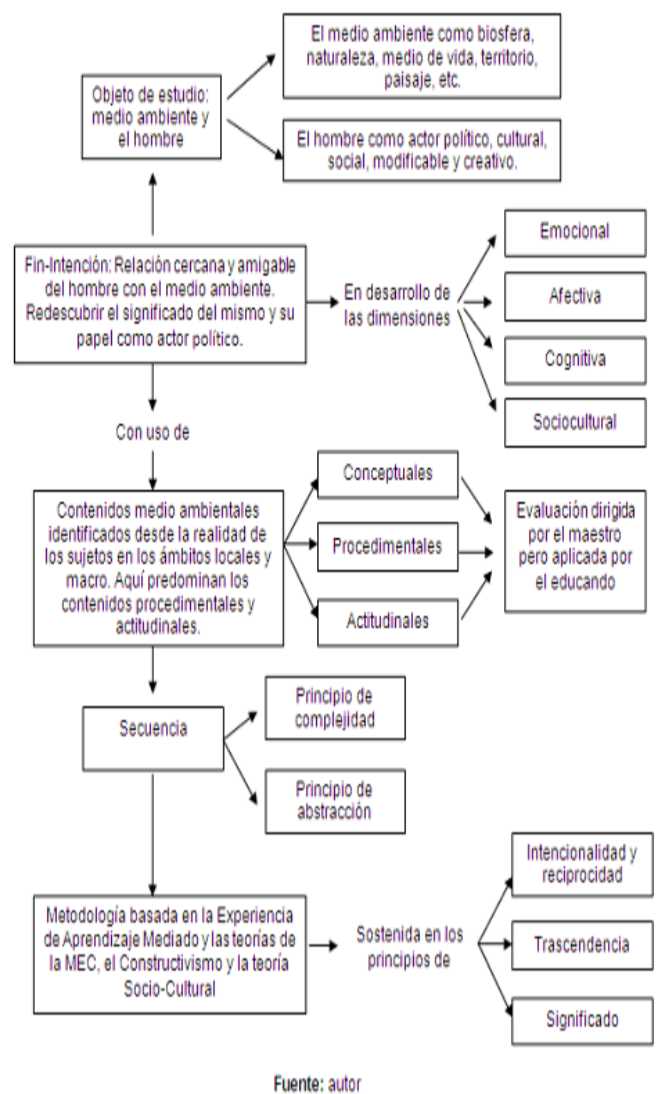 El medio ambiente como biosfera,
naturaleza, medio de vida, territorio,
paisaje, etc.
Objeto de estudio:
medio ambiente y
el hombre
El hombre como actor político, cultural,
social, modificable y creativo.
Fin-Intención: Relación cercana y amigable
del hombre con el medio ambiente.
Redescubrir el significado del mismo y su
papel como actor político.
En desarrollo de
las dimensiones
Emocional
Afectiva
Cognitiva
Sociocultural
Con uso de
Contenidos medio ambientales
identificados desde la realidad de
los sujetos en los ámbitos locales y
macro. Aquí predominan los
contenidos procedimentales y
actitudinales.
Conceptuales
Procedimentales
Actitudinales
Evaluación dirigida
por el maestro
pero aplicada por
el educando
Secuencia
Principio de
complejidad
Principio de
abstracción
Metodología basada en la Experiencia
de Aprendizaje Mediado y las teorías de
la MEC, el Constructivismo y la teoría
Socio-Cultural
Sostenida en los
principios de
Intencionalidad y
reciprocidad
Trascendencia
Significado
Fuente: autor